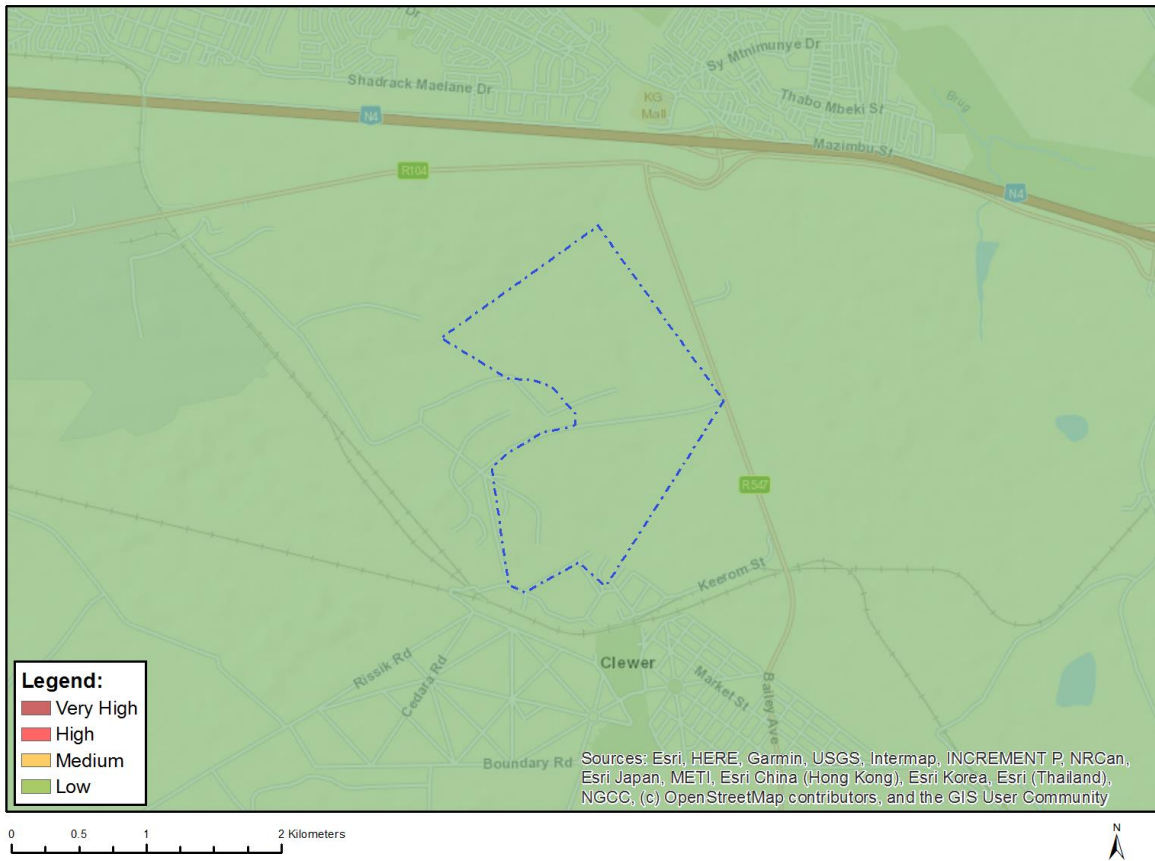 Dr
Sy Mtnimunye Dr
Shadrack Maelane Dr
KG
Mall
Thabo Mbeki St
Brug
N4
Mazimbu St
R104
N4
R547
Keerom St
Clewer
Rissik Rd
Cedara Rd
Market St
Bailey Ave
Boundary Rd
Legend:
Very High
High
Medium
Low
Sources: Esri, HERE, Garmin, USGS, Intermap, INCREMENT P, NRCan,
Esri Japan, METI, Esri China (Hong Kong), Esri Korea, Esri (Thailand),
NGCC, (c) OpenStreetMap contributors, and the GIS User Community
0 0.5 1 2 Kilometers
N